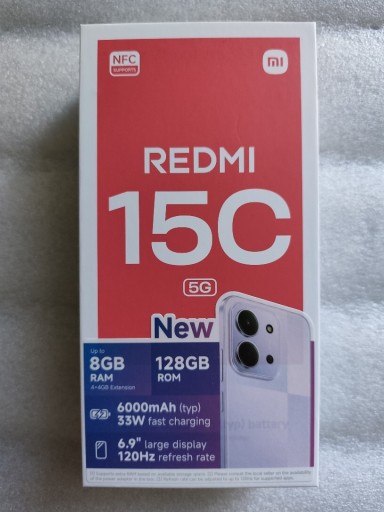 NFC
SUPPORTS
mi
REDMI
15C
5G
New
Up to
8GB
RAM
4+4GB Extension
128GB
ROM
6000mAh (typ)
33W fast charging
6.9" large display
120Hz refresh rate